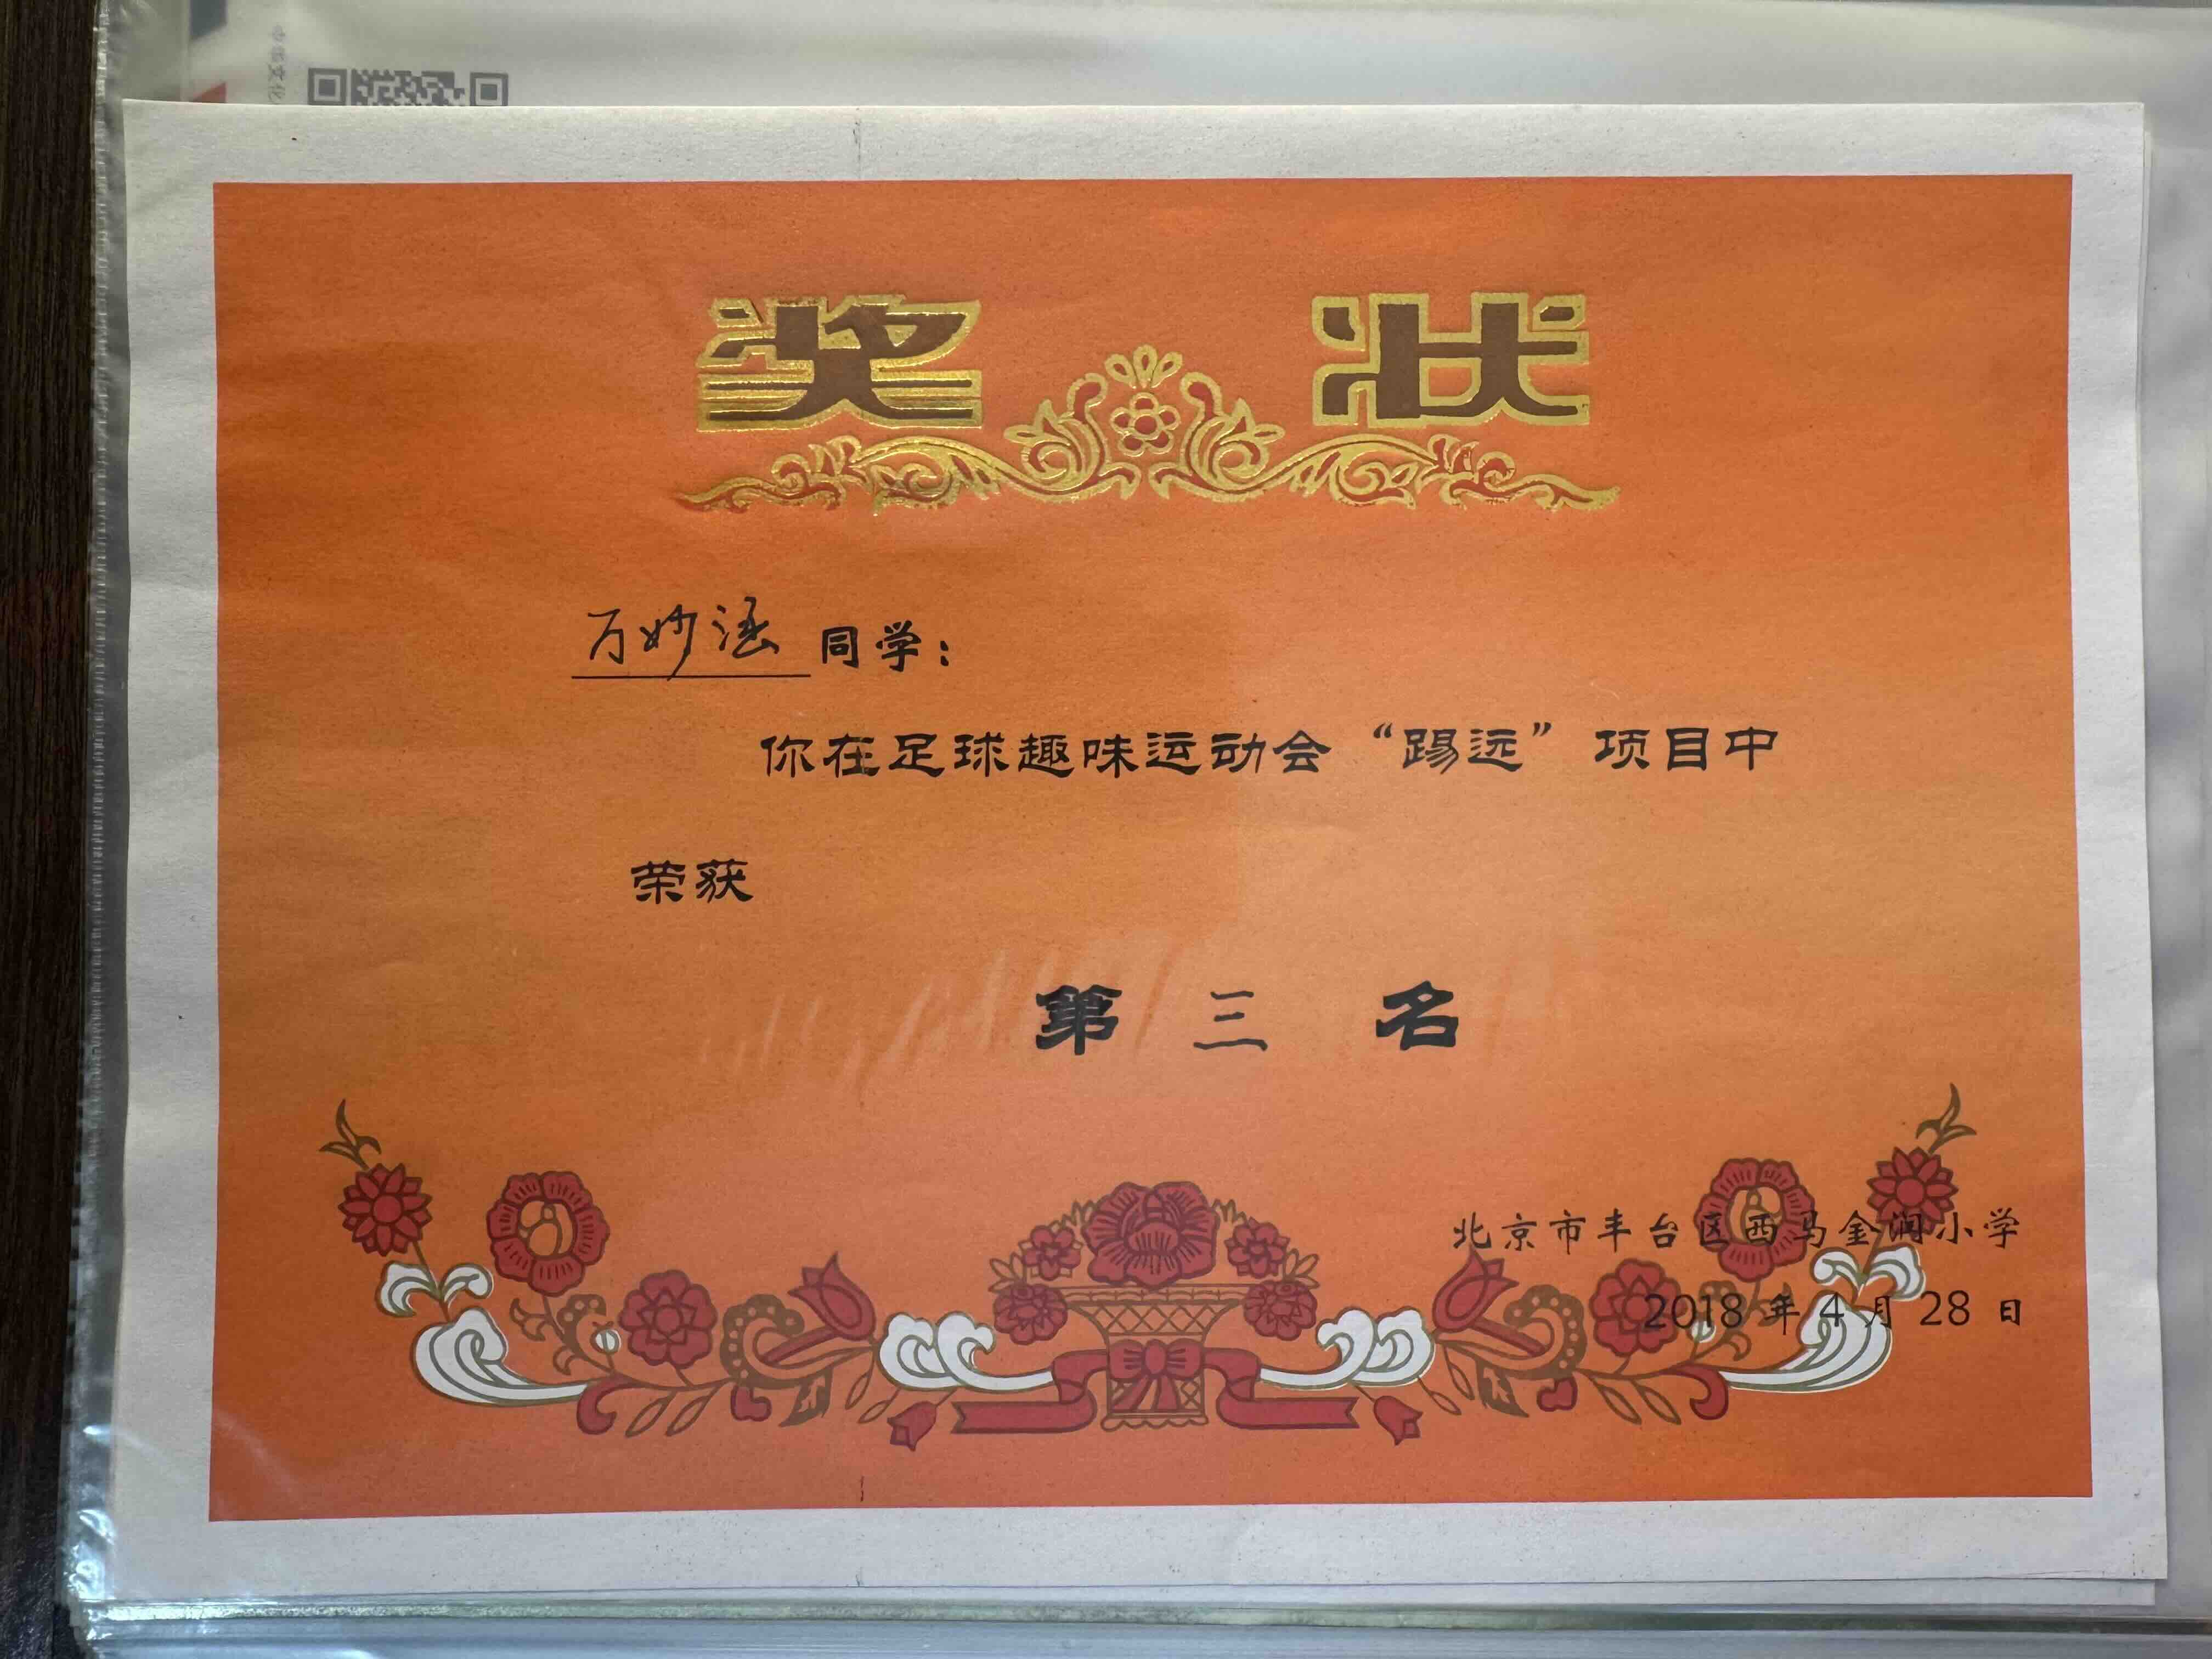 奖状
万妙涵同学：
你在足球趣味运动会“踢远”项目中
荣获
第三名
北京市丰台区西马金润小学
2018年4月28日